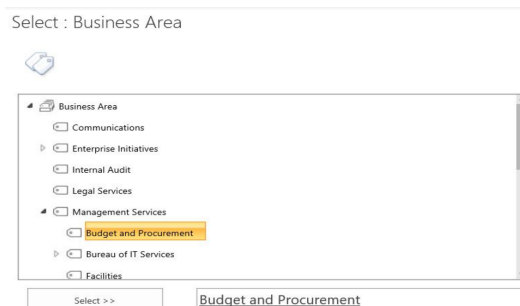 Select : Business Area
Business Area
Communications
Enterprise Initiatives
Internal Audit
Legal Services
Management Services
Budget and Procurement
Bureau of IT Services
Facilities
Select >> Budget and Procurement